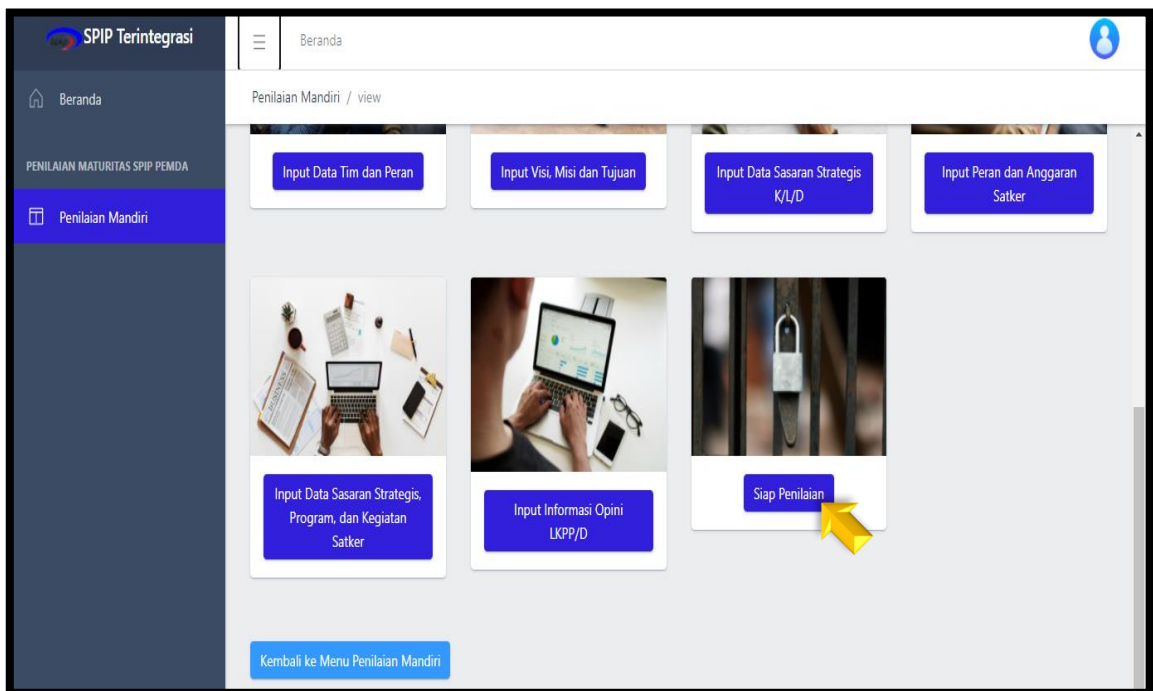 SPIP Terintegrasi
Beranda
Beranda
Penilaian Mandiri / view
PENILAIAN MATURITAS SPIP PEMDA
Penilaian Mandiri
Input Data Tim dan Peran
Input Visi, Misi dan Tujuan
Input Data Sasaran Strategis
K/L/D
Input Peran dan Anggaran
Satker
Input Data Sasaran Strategis,
Program, dan Kegiatan
Satker
Input Informasi Opini
LKPP/D
Siap Penilaian
Kembali ke Menu Penilaian Mandiri